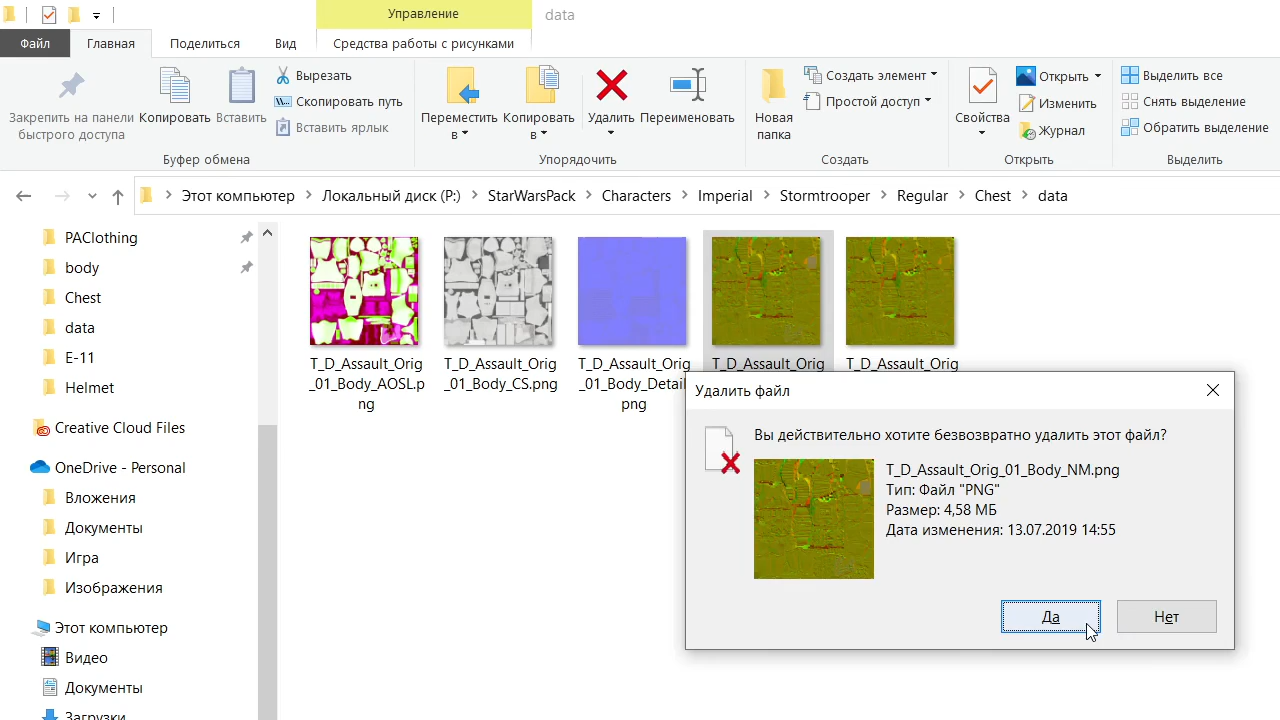 Управление
data
Файл
Главная
Поделиться
Вид
Средства работы с рисунками
Закрепить на панели
быстрого доступа
Копировать
Вставить
Вырезать
Скопировать путь
Вставить ярлык
Буфер обмена
Переместить
в
Копировать
в
Удалить
Переименовать
Упорядочить
Новая
папка
Создать элемент
Простой доступ
Создать
Свойства
Открыть
Изменить
Журнал
Открыть
Выделить все
Снять выделение
Обратить выделение
Выделить
Этот компьютер
Локальный диск (P:)
StarWarsPack
Characters
Imperial
Stormtrooper
Regular
Chest
data
PAClothing
body
Chest
data
E-11
Helmet
Creative Cloud Files
OneDrive - Personal
Вложения
Документы
Игра
Изображения
Этот компьютер
Видео
Документы
Загрузки
T_D_Assault_Orig
_01_Body_AOSL.p
ng
T_D_Assault_Orig
_01_Body_CS.png
T_D_Assault_Orig
_01_Body_Detail
png
T_D_Assault_Orig
T_D_Assault_Orig
Удалить файл
Вы действительно хотите безвозвратно удалить этот файл?
T_D_Assault_Orig_01_Body_NM.png
Тип: Файл "PNG"
Размер: 4,58 МБ
Дата изменения: 13.07.2019 14:55
Да
Нет